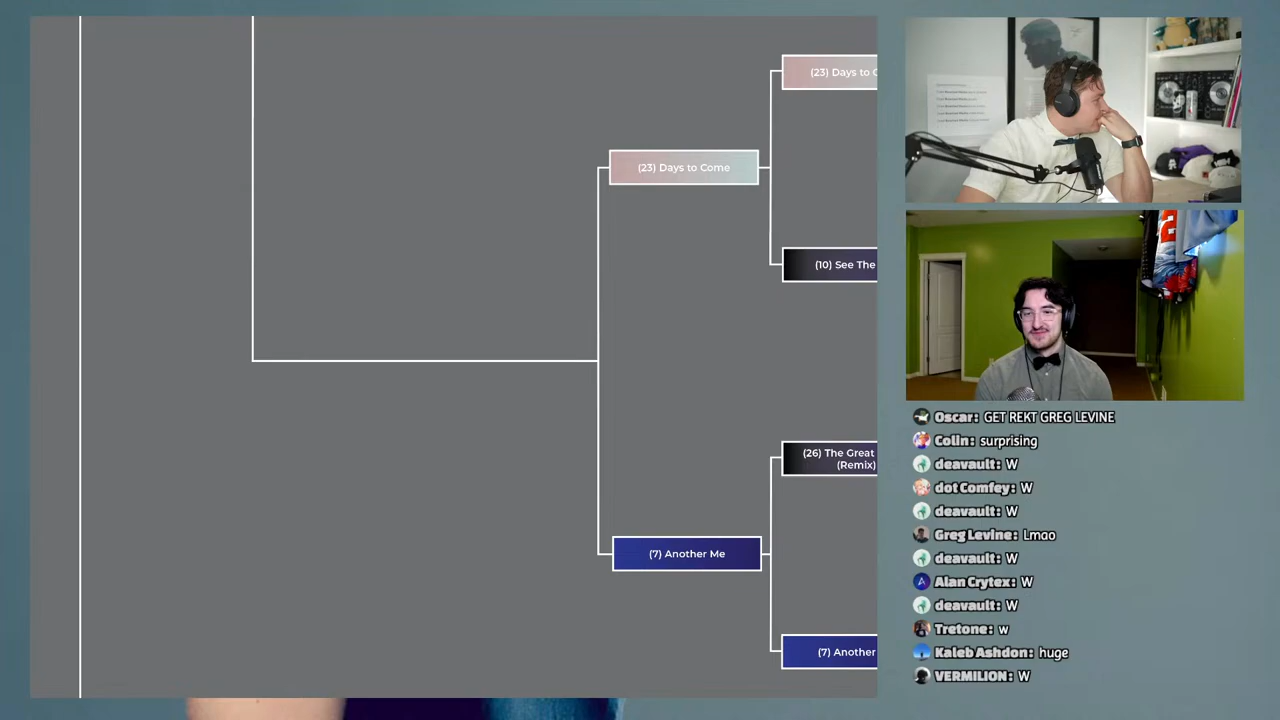 (23) Days to C
(23) Days to Come
(10) See The
(26) The Great
(Remix)
(7) Another Me
(7) Another
Oscar: GET REKT GREG LEVINE
Colin: surprising
deavault: W
dot Comfey: W
deavault: W
Greg Levine: Lmao
deavault: W
Alan Crytex: W
deavault: W
Tretone: w
Kaleb Ashdon: huge
VERMILION: W